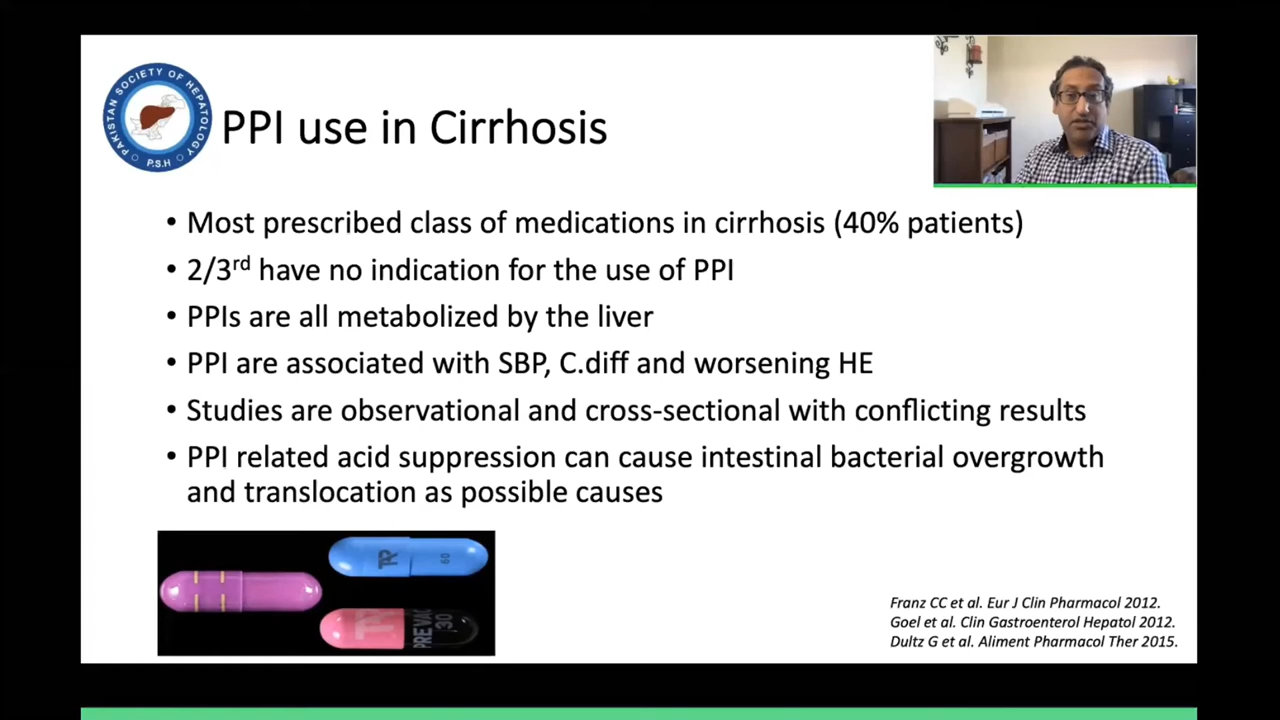 PAKISTAN SOCIETY OF HEPATOLOGY
P.S.H
PPI use in Cirrhosis
• Most prescribed class of medications in cirrhosis (40% patients)
• 2/3rd have no indication for the use of PPI
• PPIs are all metabolized by the liver
• PPI are associated with SBP, C.diff and worsening HE
• Studies are observational and cross-sectional with conflicting results
• PPI related acid suppression can cause intestinal bacterial overgrowth
and translocation as possible causes
TAP
60
TAP
PREVAC
30
Franz CC et al. Eur J Clin Pharmacol 2012.
Goel et al. Clin Gastroenterol Hepatol 2012.
Dultz G et al. Aliment Pharmacol Ther 2015.